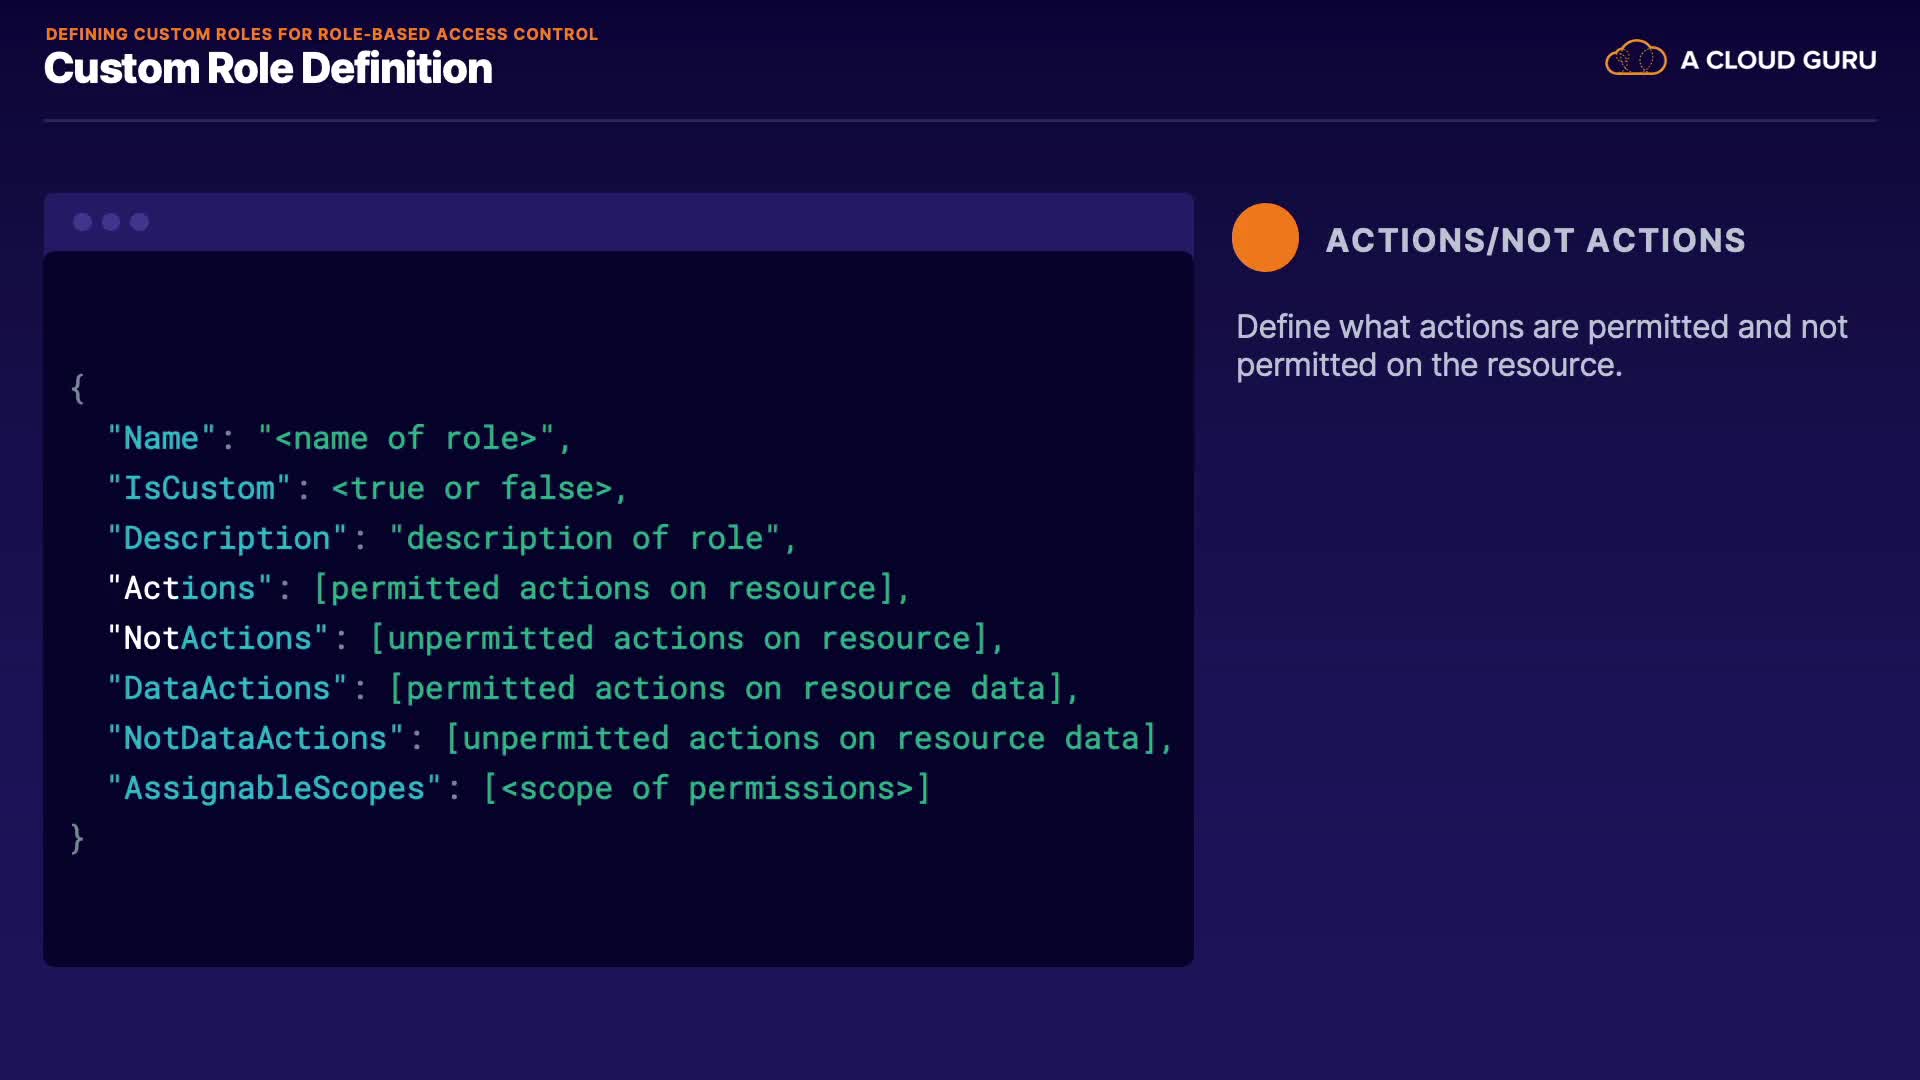 DEFINING CUSTOM ROLES FOR ROLE-BASED ACCESS CONTROL
Custom Role Definition
A CLOUD GURU
{
"Name": "<name of role>",
"IsCustom": <true or false>,
"Description": "description of role",
"Actions": [permitted actions on resource],
"NotActions": [unpermitted actions on resource],
"DataActions": [permitted actions on resource data],
"NotDataActions": [unpermitted actions on resource data],
"AssignableScopes": [<scope of permissions>]
}
ACTIONS/NOT ACTIONS
Define what actions are permitted and not
permitted on the resource.